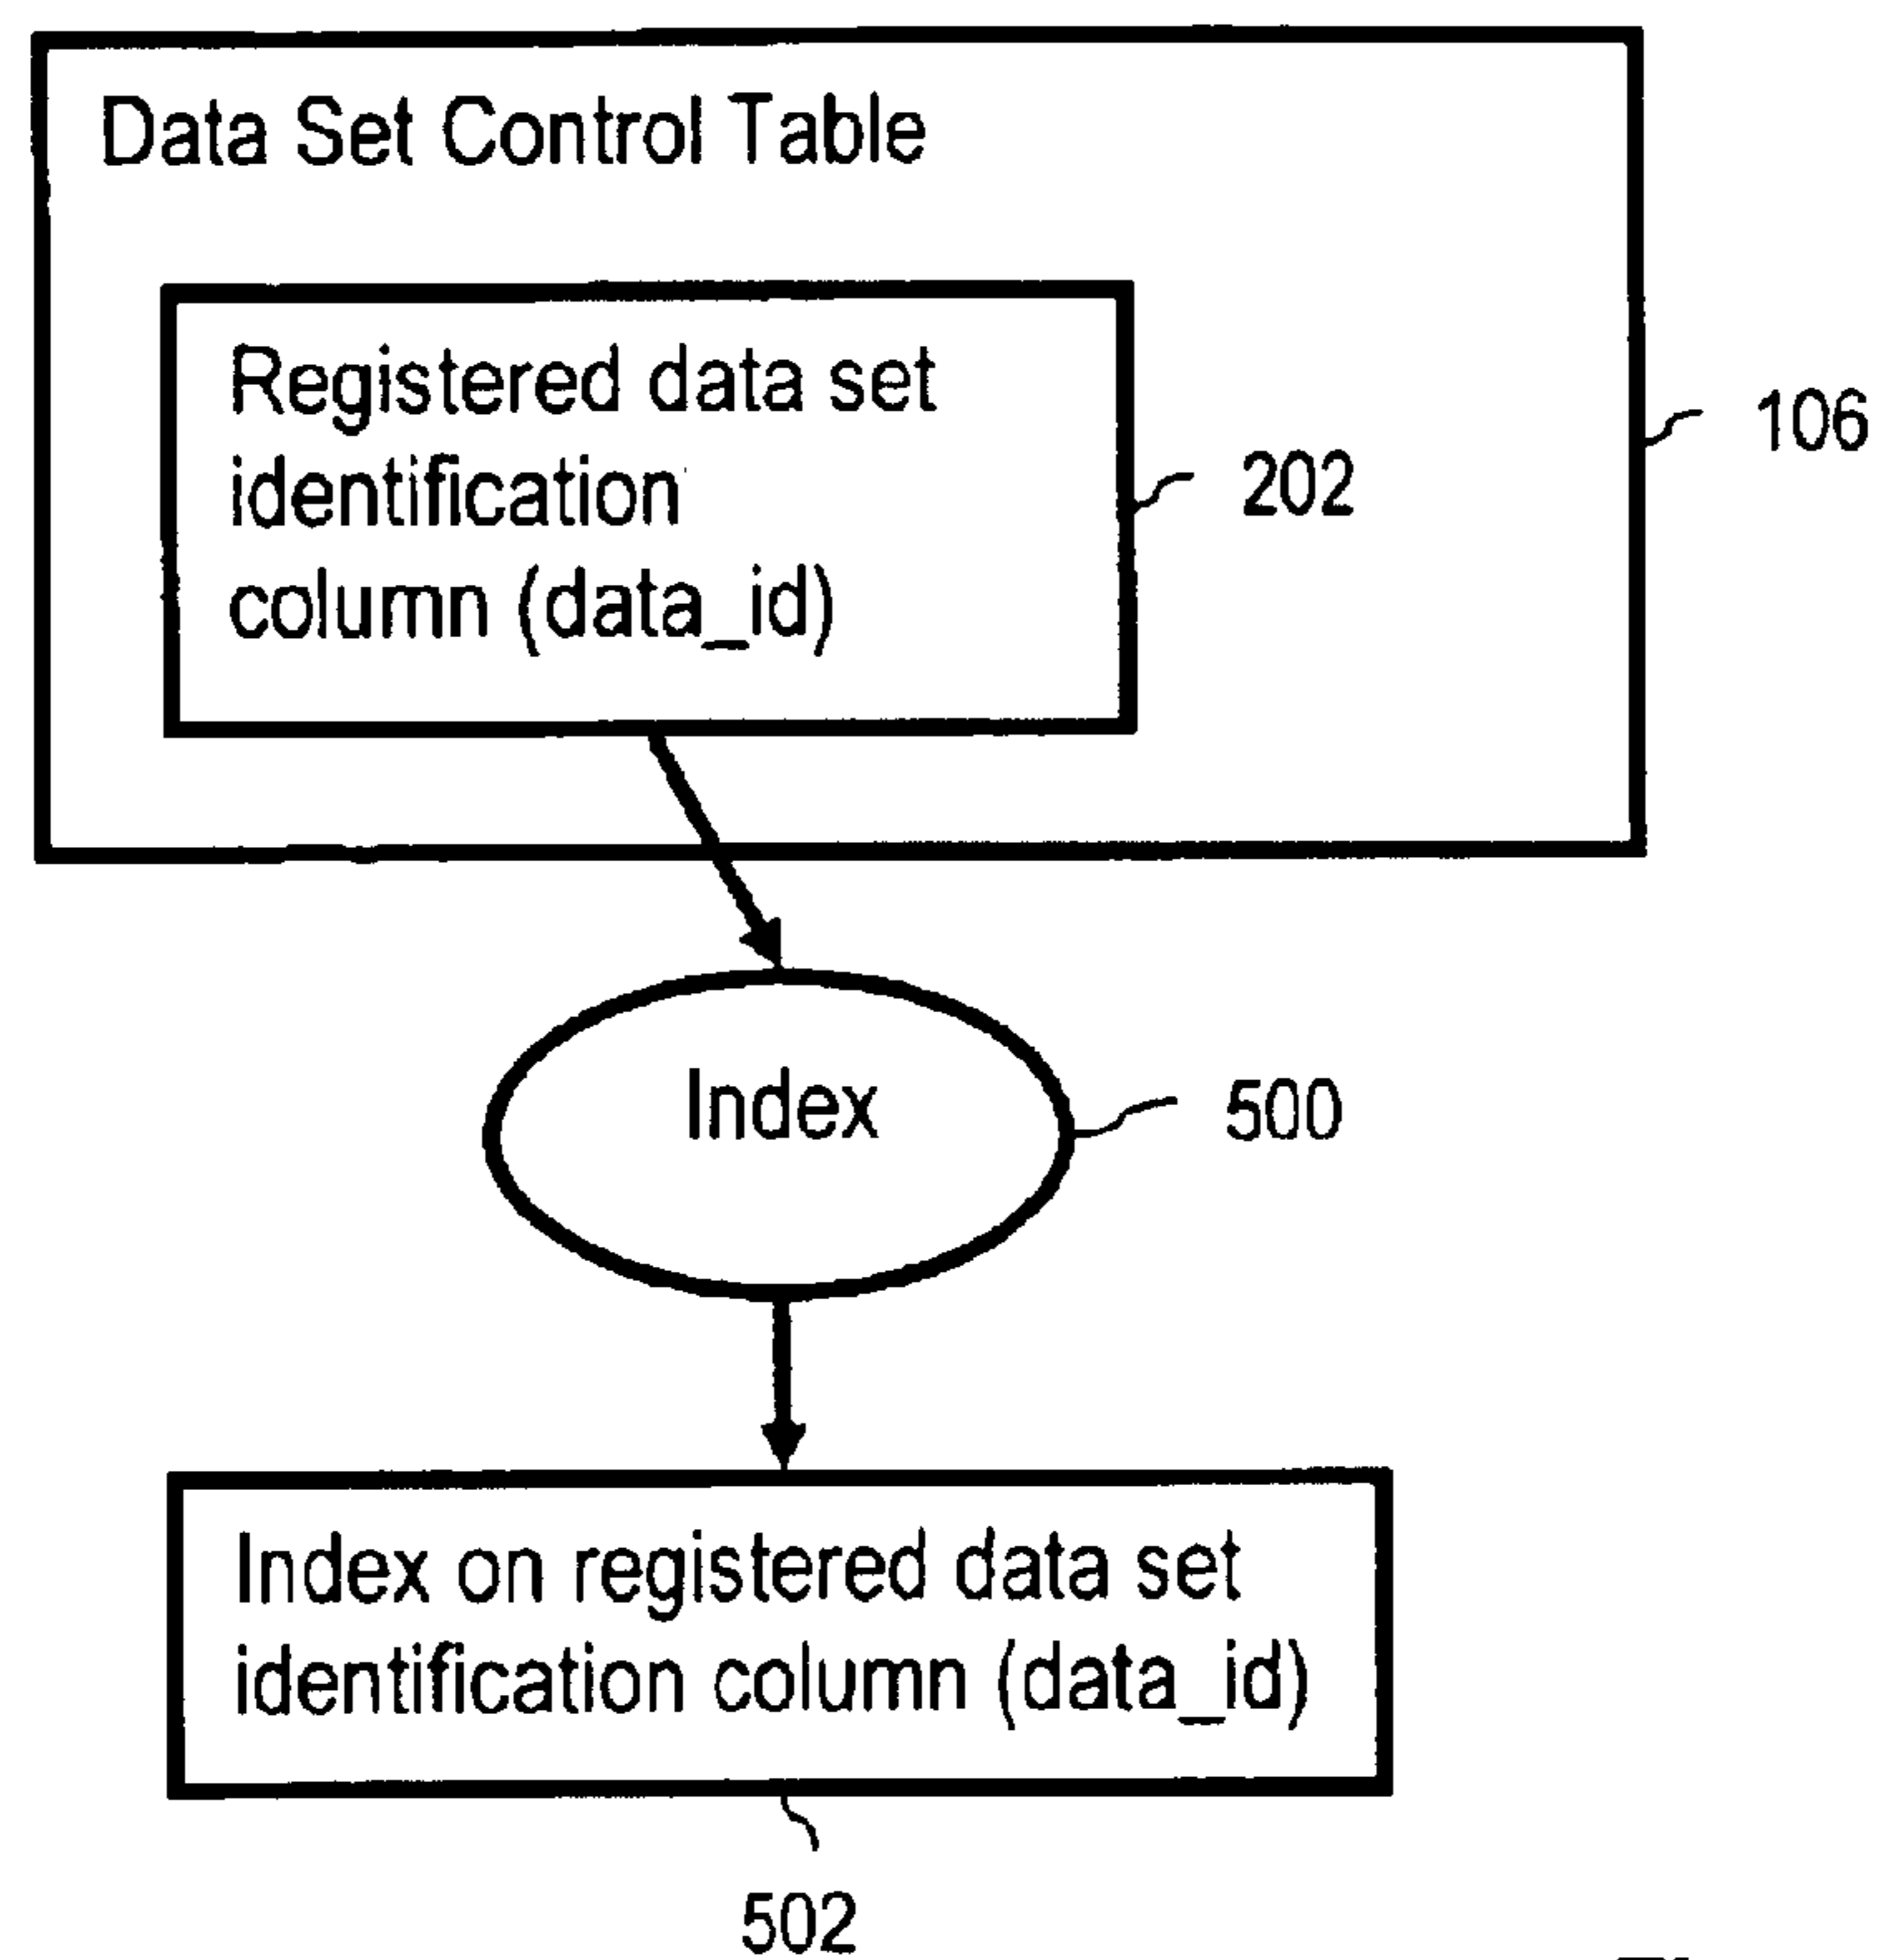 Data Set Control Table
Registered data set
identification
column (data_id)
106
202
Index
500
Index on registered data set
identification column (data_id)
502